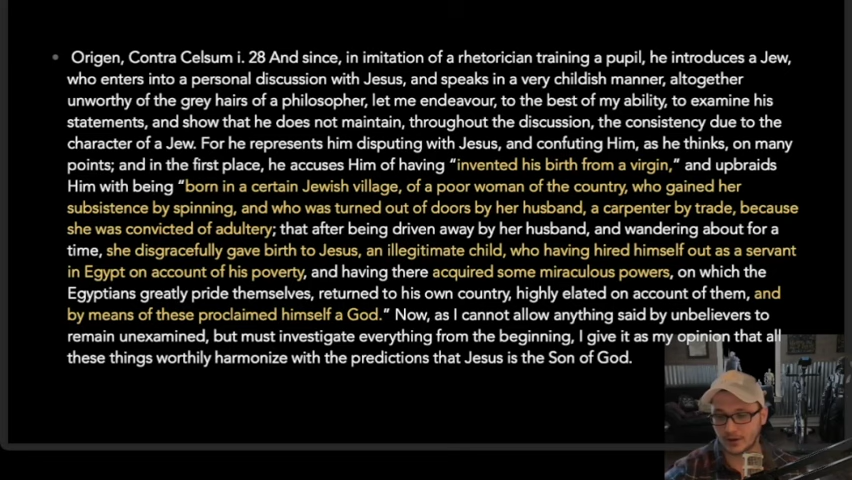 • Origen, Contra Celsum i. 28 And since, in imitation of a rhetorician training a pupil, he introduces a Jew,
who enters into a personal discussion with Jesus, and speaks in a very childish manner, altogether
unworthy of the grey hairs of a philosopher, let me endeavour, to the best of my ability, to examine his
statements, and show that he does not maintain, throughout the discussion, the consistency due to the
character of a Jew. For he represents him disputing with Jesus, and confuting Him, as he thinks, on many
points; and in the first place, he accuses Him of having “invented his birth from a virgin,” and upbraids
Him with being “born in a certain Jewish village, of a poor woman of the country, who gained her
subsistence by spinning, and who was turned out of doors by her husband, a carpenter by trade, because
she was convicted of adultery; that after being driven away by her husband, and wandering about for a
time, she disgracefully gave birth to Jesus, an illegitimate child, who having hired himself out as a servant
in Egypt on account of his poverty, and having there acquired some miraculous powers, on which the
Egyptians greatly pride themselves, returned to his own country, highly elated on account of them, and
by means of these proclaimed himself a God.” Now, as I cannot allow anything said by unbelievers to
remain unexamined, but must investigate everything from the beginning, I give it as my opinion that all
these things worthily harmonize with the predictions that Jesus is the Son of God.